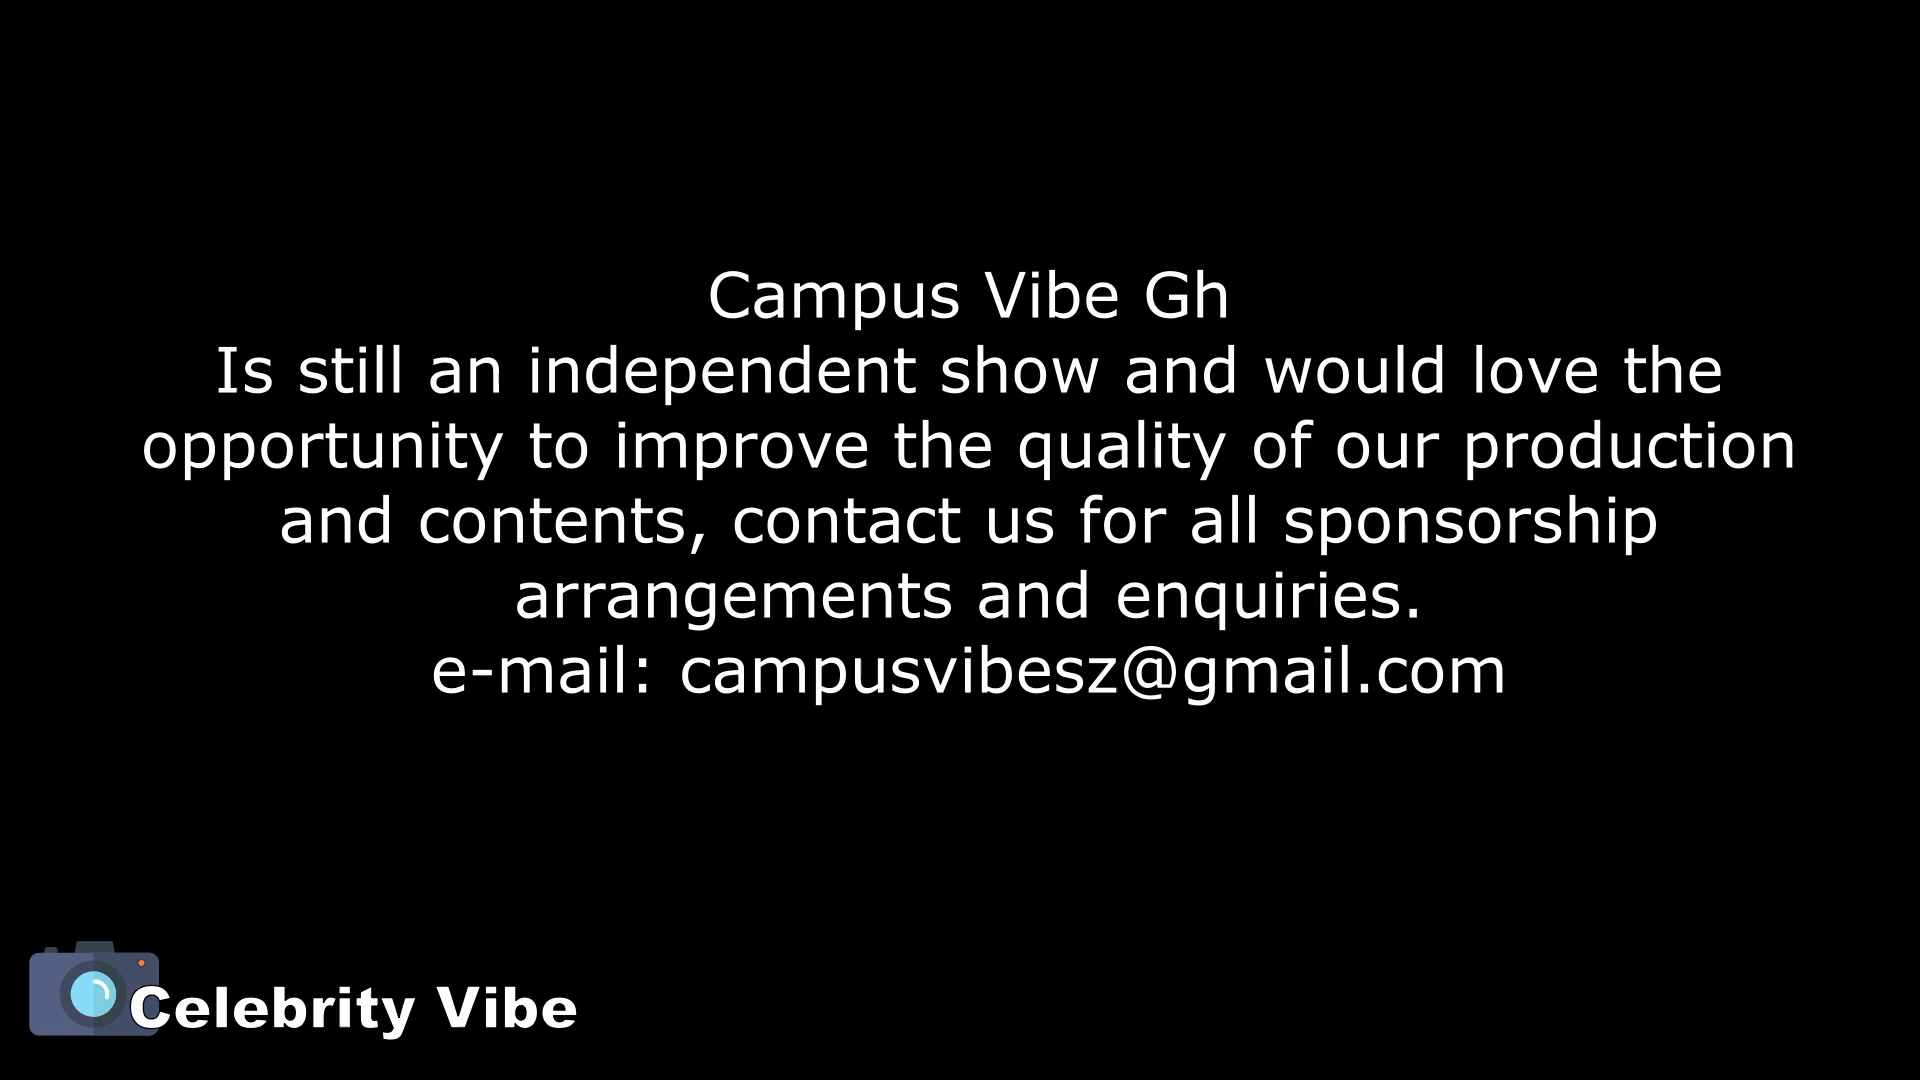 Campus Vibe Gh
Is still an independent show and would love the
opportunity to improve the quality of our production
and contents, contact us for all sponsorship
arrangements and enquiries.
e-mail: campusvibesz@gmail.com
Celebrity Vibe